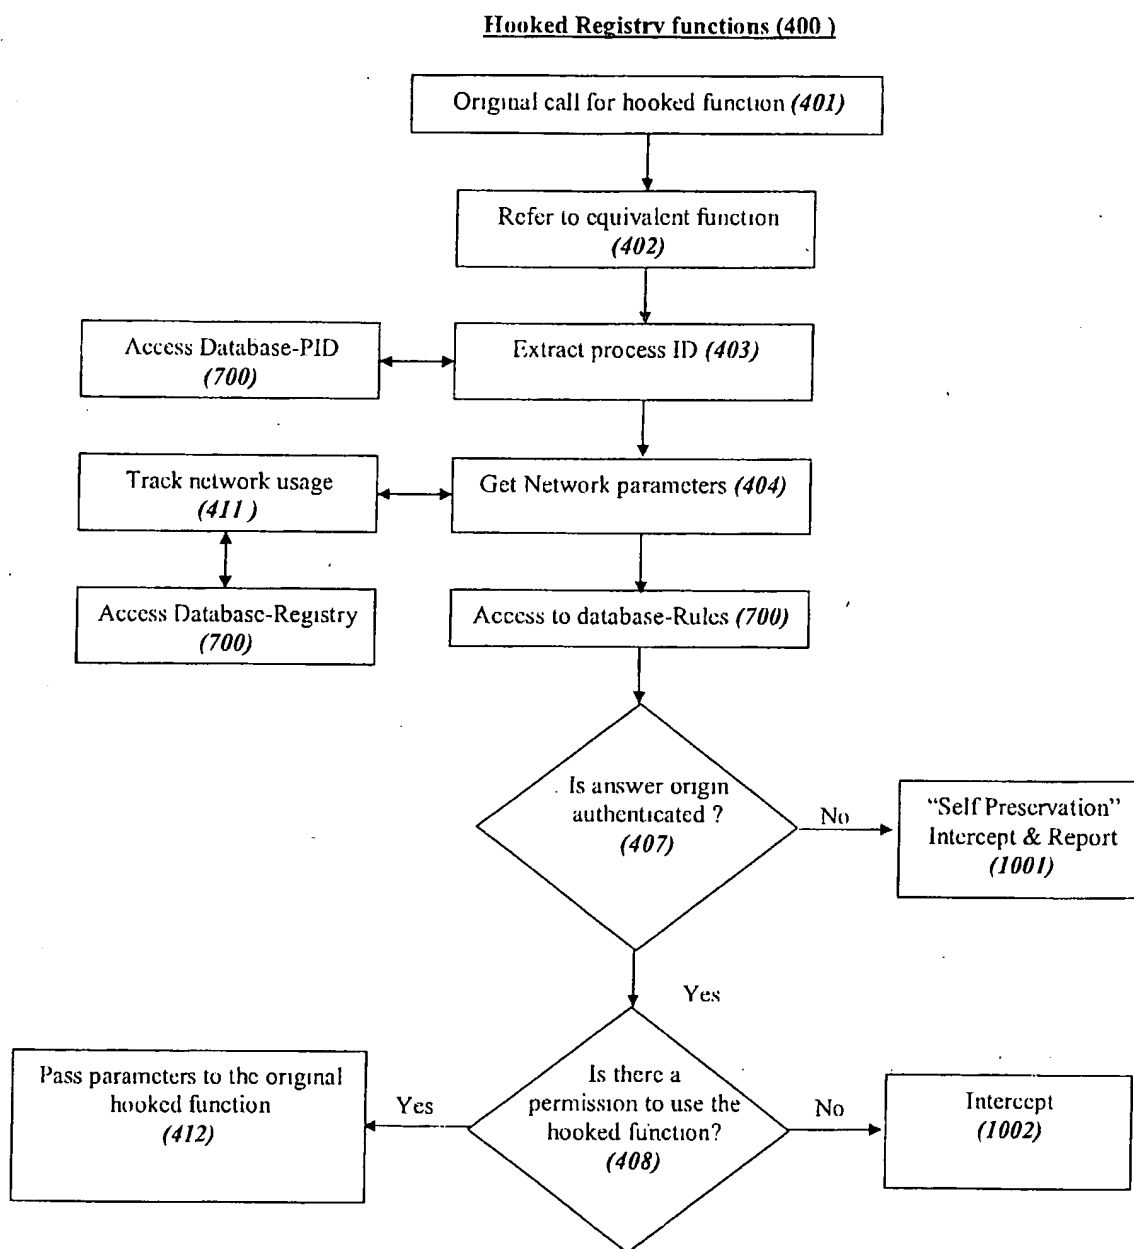 Hooked Registry functions (400 )
Original call for hooked function (401)
Refer to equivalent function
(402)
Access Database-PID
(700)
Extract process ID (403)
Track network usage
(411 )
Get Network parameters (404)
Access Database-Registry
(700)
Access to database-Rules (700)
Is answer origin
authenticated ?
(407)
No
“Self Preservation”
Intercept & Report
(1001)
Yes
Pass parameters to the original
hooked function
(412)
Yes
Is there a
permission to use the
hooked function?
(408)
No
Intercept
(1002)